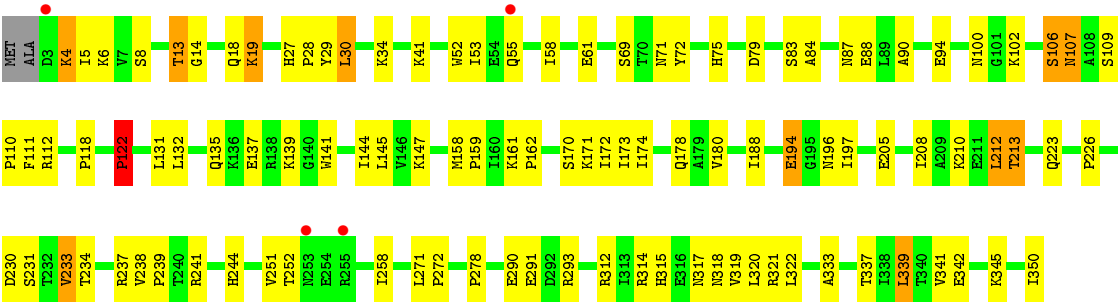 MET ALA D3 K4 I5 K6 V7 S8 T13 G14 Q18 K19 H27 P28 Y29 L30 K34 K41 W52 I53 E54 Q55 I58 E61 S69 T70 N71 Y72 H75 D79 S83 A84 N87 E88 L89 A90 E94 N100 G101 K102 S106 N107 A108 S109
P110 F111 R112 P118 P122 L131 L132 Q135 K136 E137 R138 K139 G140 W141 I144 L145 V146 K147 M158 P159 I160 K161 P162 S170 K171 I172 I173 I174 Q178 A179 V180 I188 E194 G195 N196 I197 E205 I208 A209 K210 E211 L212 T213 Q223 P226
D230 S231 T232 V233 T234 R237 V238 P239 T240 R241 H244 V251 T252 N253 E254 R255 I258 L271 P272 P278 E290 E291 D292 R293 R312 I313 R314 H315 E316 N317 N318 V319 L320 R321 L322 A333 T337 I338 L339 T340 V341 E342 K345 I350